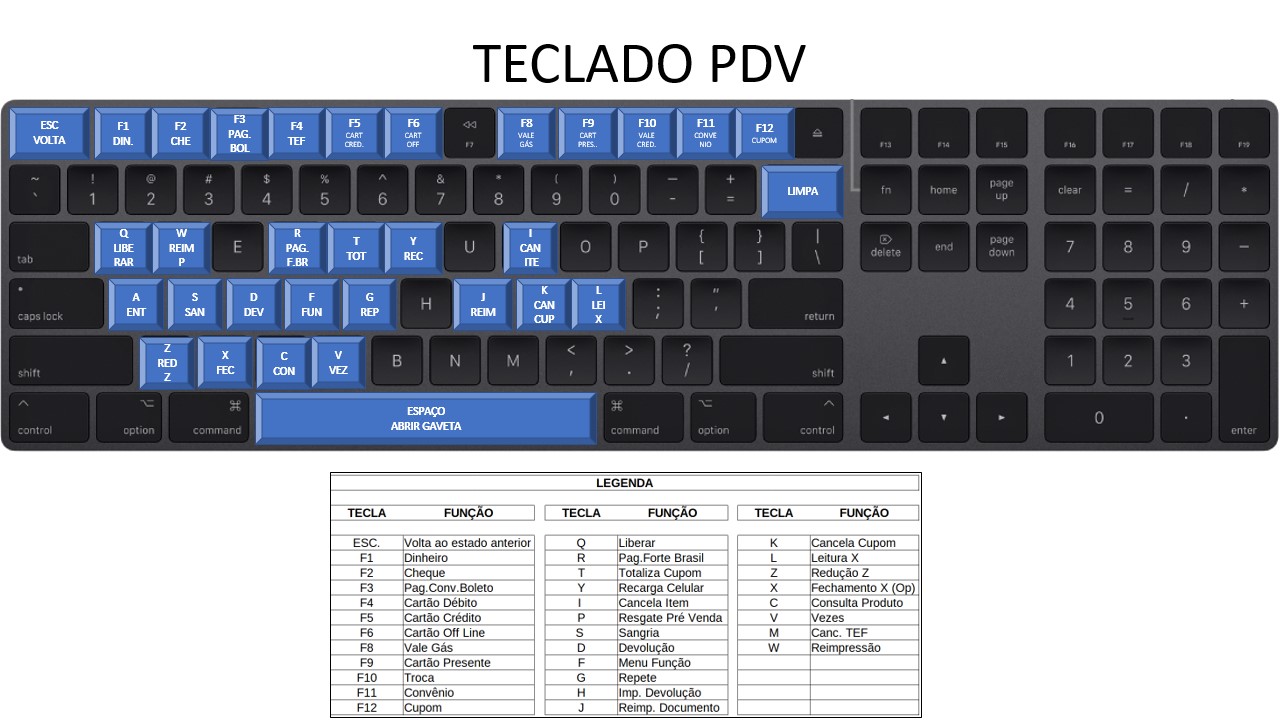 TECLADO PDV
ESC VOLTA
F1 DIN.
F2 CHE
F3 PAG. BOL
F4 TEF
F5 CART CRED.
F6 CART OFF
F7
F8 VALE GÁS
F9 CART PRES..
F10 VALE CRED.
F11 CONVE NIO
F12 CUPOM
F13
F14
F15
F16
F17
F18
F19
~ `
! 1
@ 2
# 3
$ 4
% 5
^ 6
& 7
* 8
( 9
) 0
— -
+ =
LIMPA
fn
home
page up
clear
=
/
*
tab
Q LIBE RAR
W REIM P
E
R PAG. F.BR
T TOT
Y REC
U
I CAN ITE
O
P
{ [
} ]
| \
delete
end
page down
7
8
9
−
caps lock
A ENT
S SAN
D DEV
F FUN
G REP
H
J REIM
K CAN CUP
L LEI X
: ;
" '
return
4
5
6
+
shift
Z RED Z
X FEC
C CON
V VEZ
B
N
M
< ,
> .
? /
shift
1
2
3
control
option
command
ESPAÇO
ABRIR GAVETA
command
option
control
0
.
enter
LEGENDA
TECLA FUNÇÃO TECLA FUNÇÃO TECLA FUNÇÃO
ESC. Volta ao estado anterior Q Liberar K Cancela Cupom
F1 Dinheiro R Pag.Forte Brasil L Leitura X
F2 Cheque T Totaliza Cupom Z Redução Z
F3 Pag.Conv.Boleto Y Recarga Celular X Fechamento X (Op)
F4 Cartão Débito I Cancela Item C Consulta Produto
F5 Cartão Crédito P Resgate Pré Venda V Vezes
F6 Cartão Off Line S Sangria M Canc. TEF
F8 Vale Gás D Devolução W Reimpressão
F9 Cartão Presente F Menu Função
F10 Troca G Repete
F11 Convênio H Imp. Devolução
F12 Cupom J Reimp. Documento